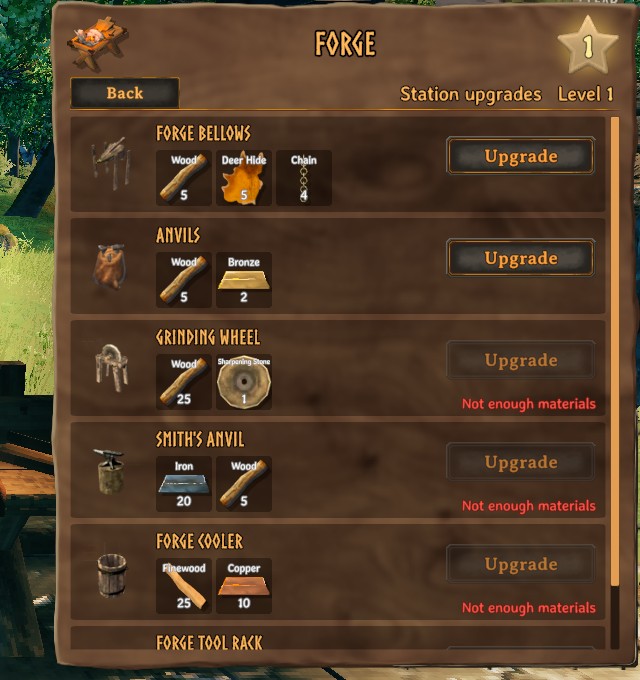 FORGE
1
Back
Station upgrades Level 1
FORGE BELLOWS
Wood Deer Hide Chain
5 5 4
Upgrade
ANVILS
Wood Bronze
5 2
Upgrade
GRINDING WHEEL
Wood Sharpening Stone
25 1
Upgrade
Not enough materials
SMITH'S ANVIL
Iron Wood
20 5
Upgrade
Not enough materials
FORGE COOLER
Finewood Copper
25 10
Upgrade
Not enough materials
FORGE TOOL RACK